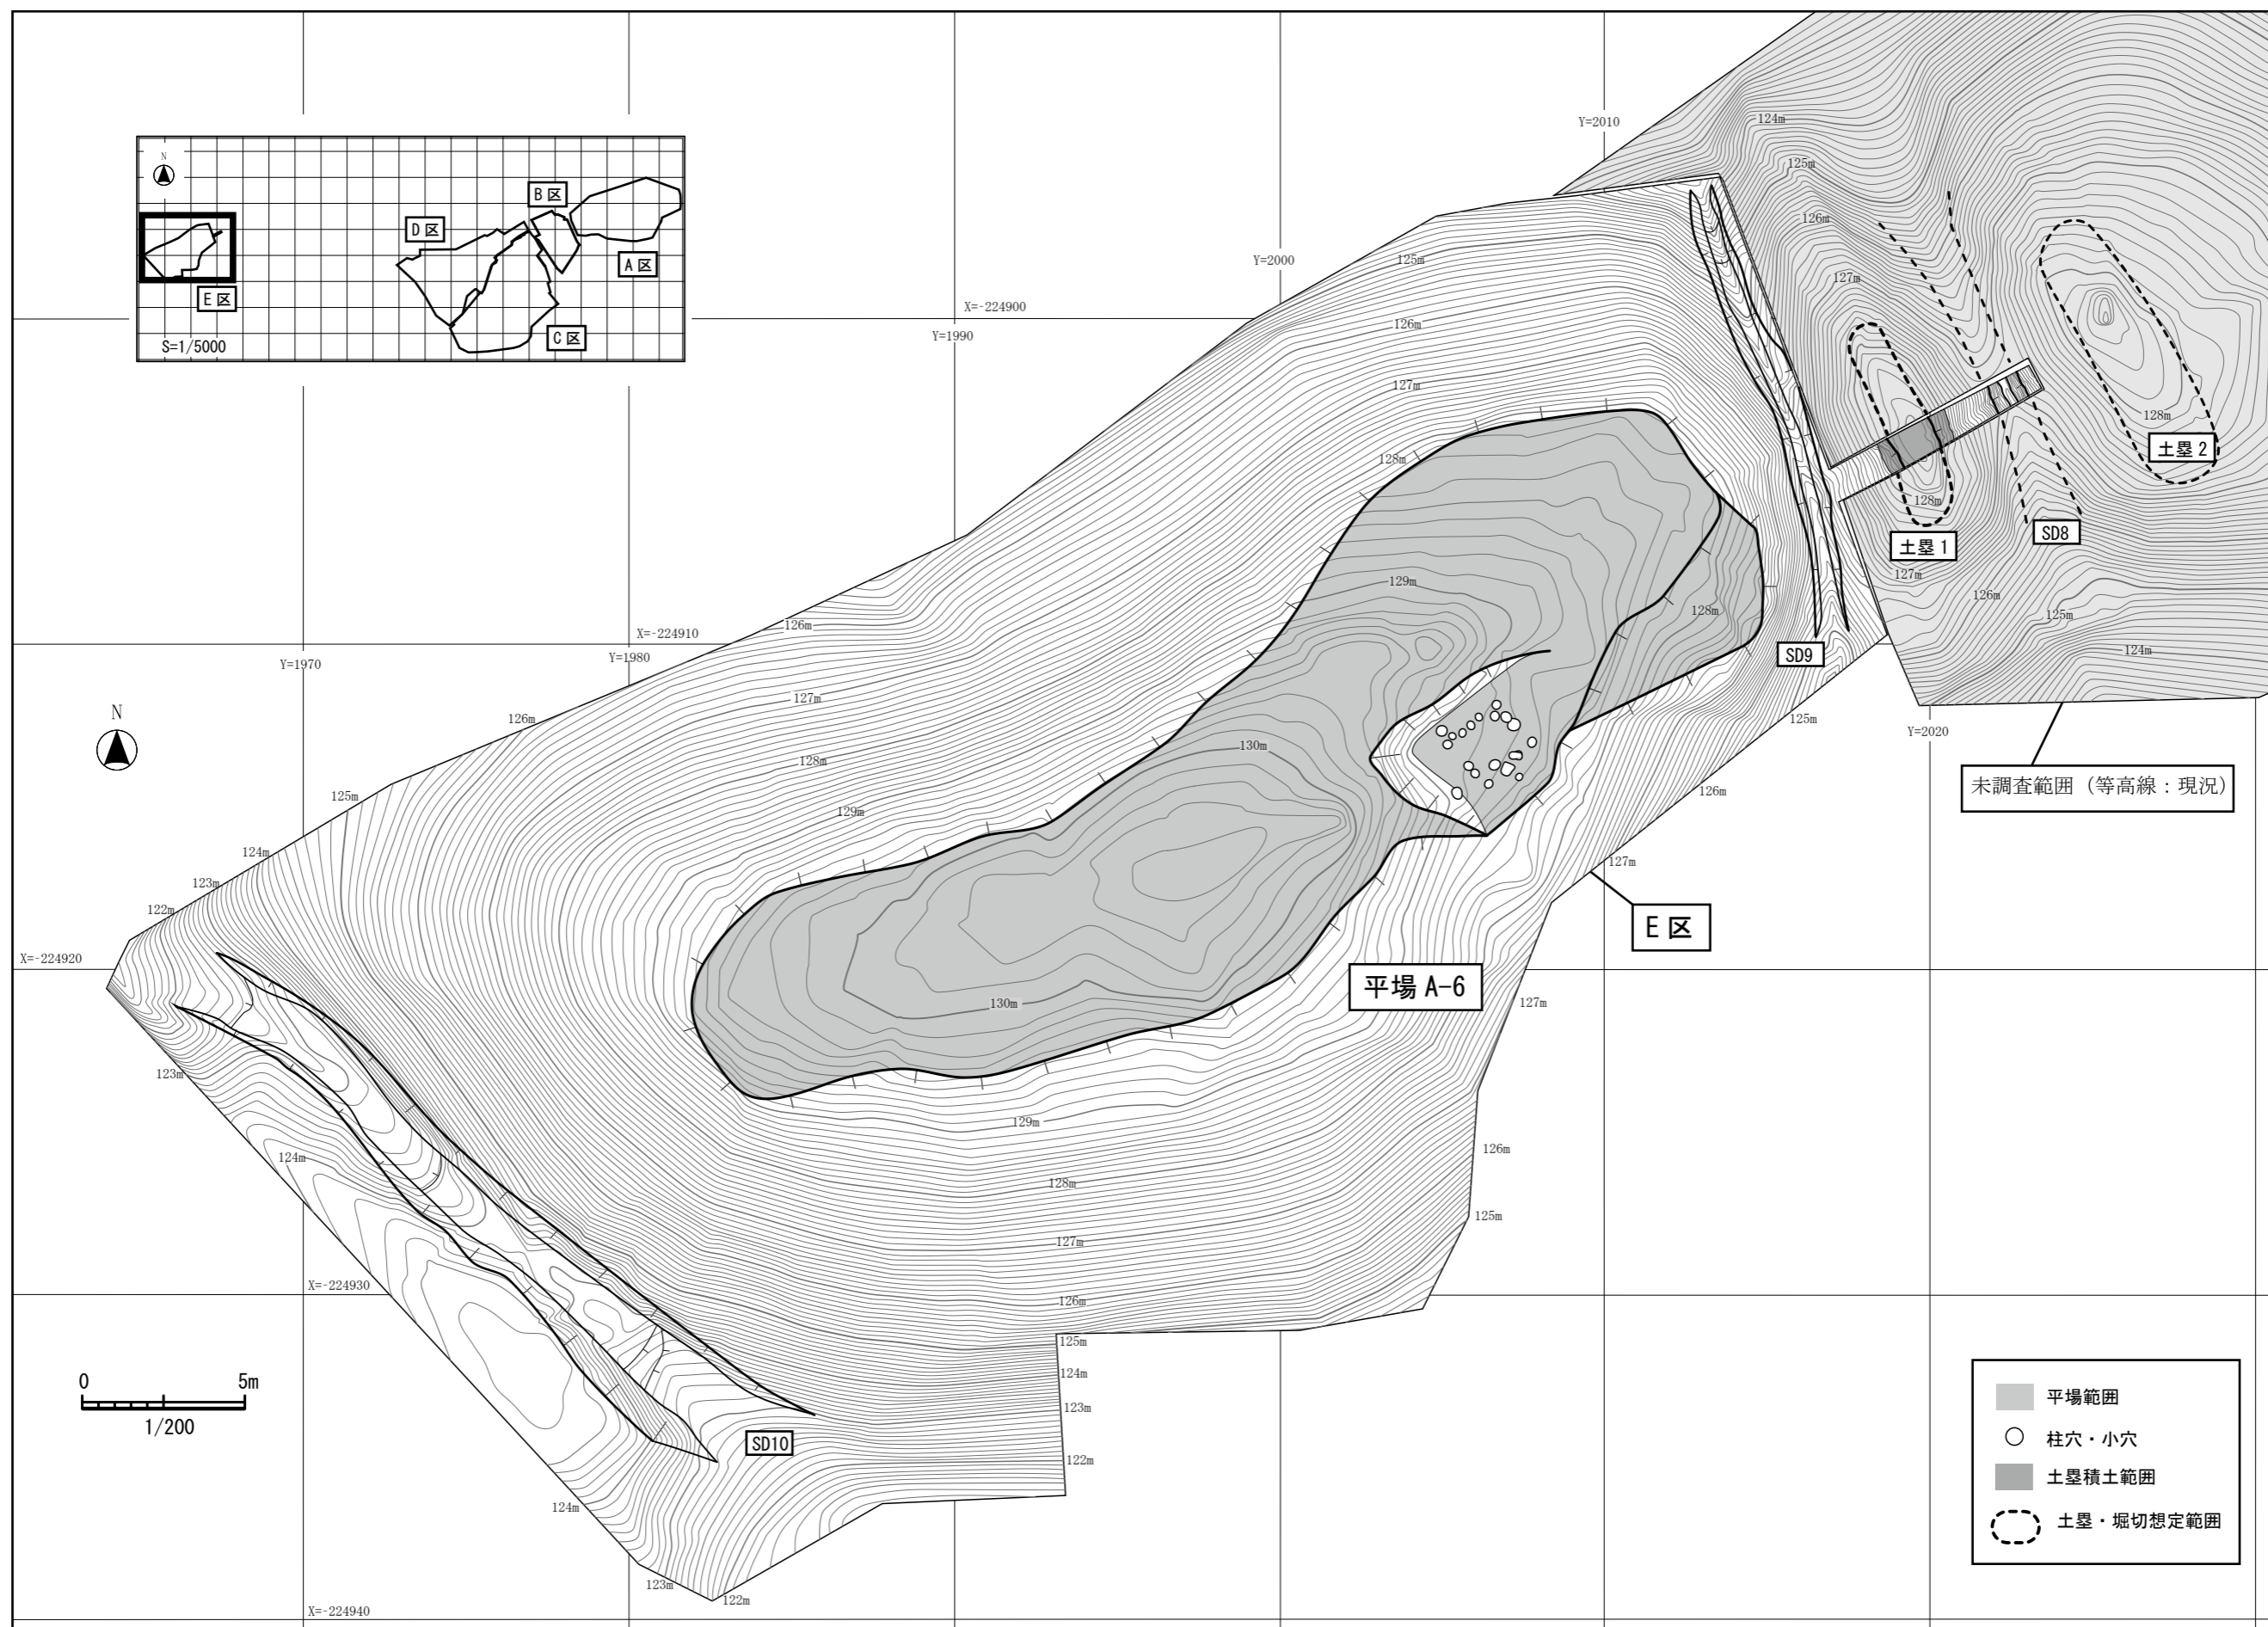 N
B 区
D 区
A 区
E 区
C 区
S=1/5000
Y=2010
124m
125m
126m
127m
Y=2000
125m
X=-224900
Y=1990
126m
127m
128m
土塁 2
128m
128m
土塁 1
SD8
127m
129m
126m
125m
128m
126m
X=-224910
Y=1970
Y=1980
SD9
124m
127m
N
126m
125m
Y=2020
130m
128m
未調査範囲（等高線：現況）
126m
125m
129m
124m
127m
123m
E 区
122m
X=-224920
平場 A-6
130m
127m
123m
129m
126m
124m
128m
125m
127m
X=-224930
126m
125m
124m
0
5m
1/200
123m
SD10
122m
124m
123m
122m
X=-224940
平場範囲
柱穴・小穴
土塁積土範囲
土塁・堀切想定範囲